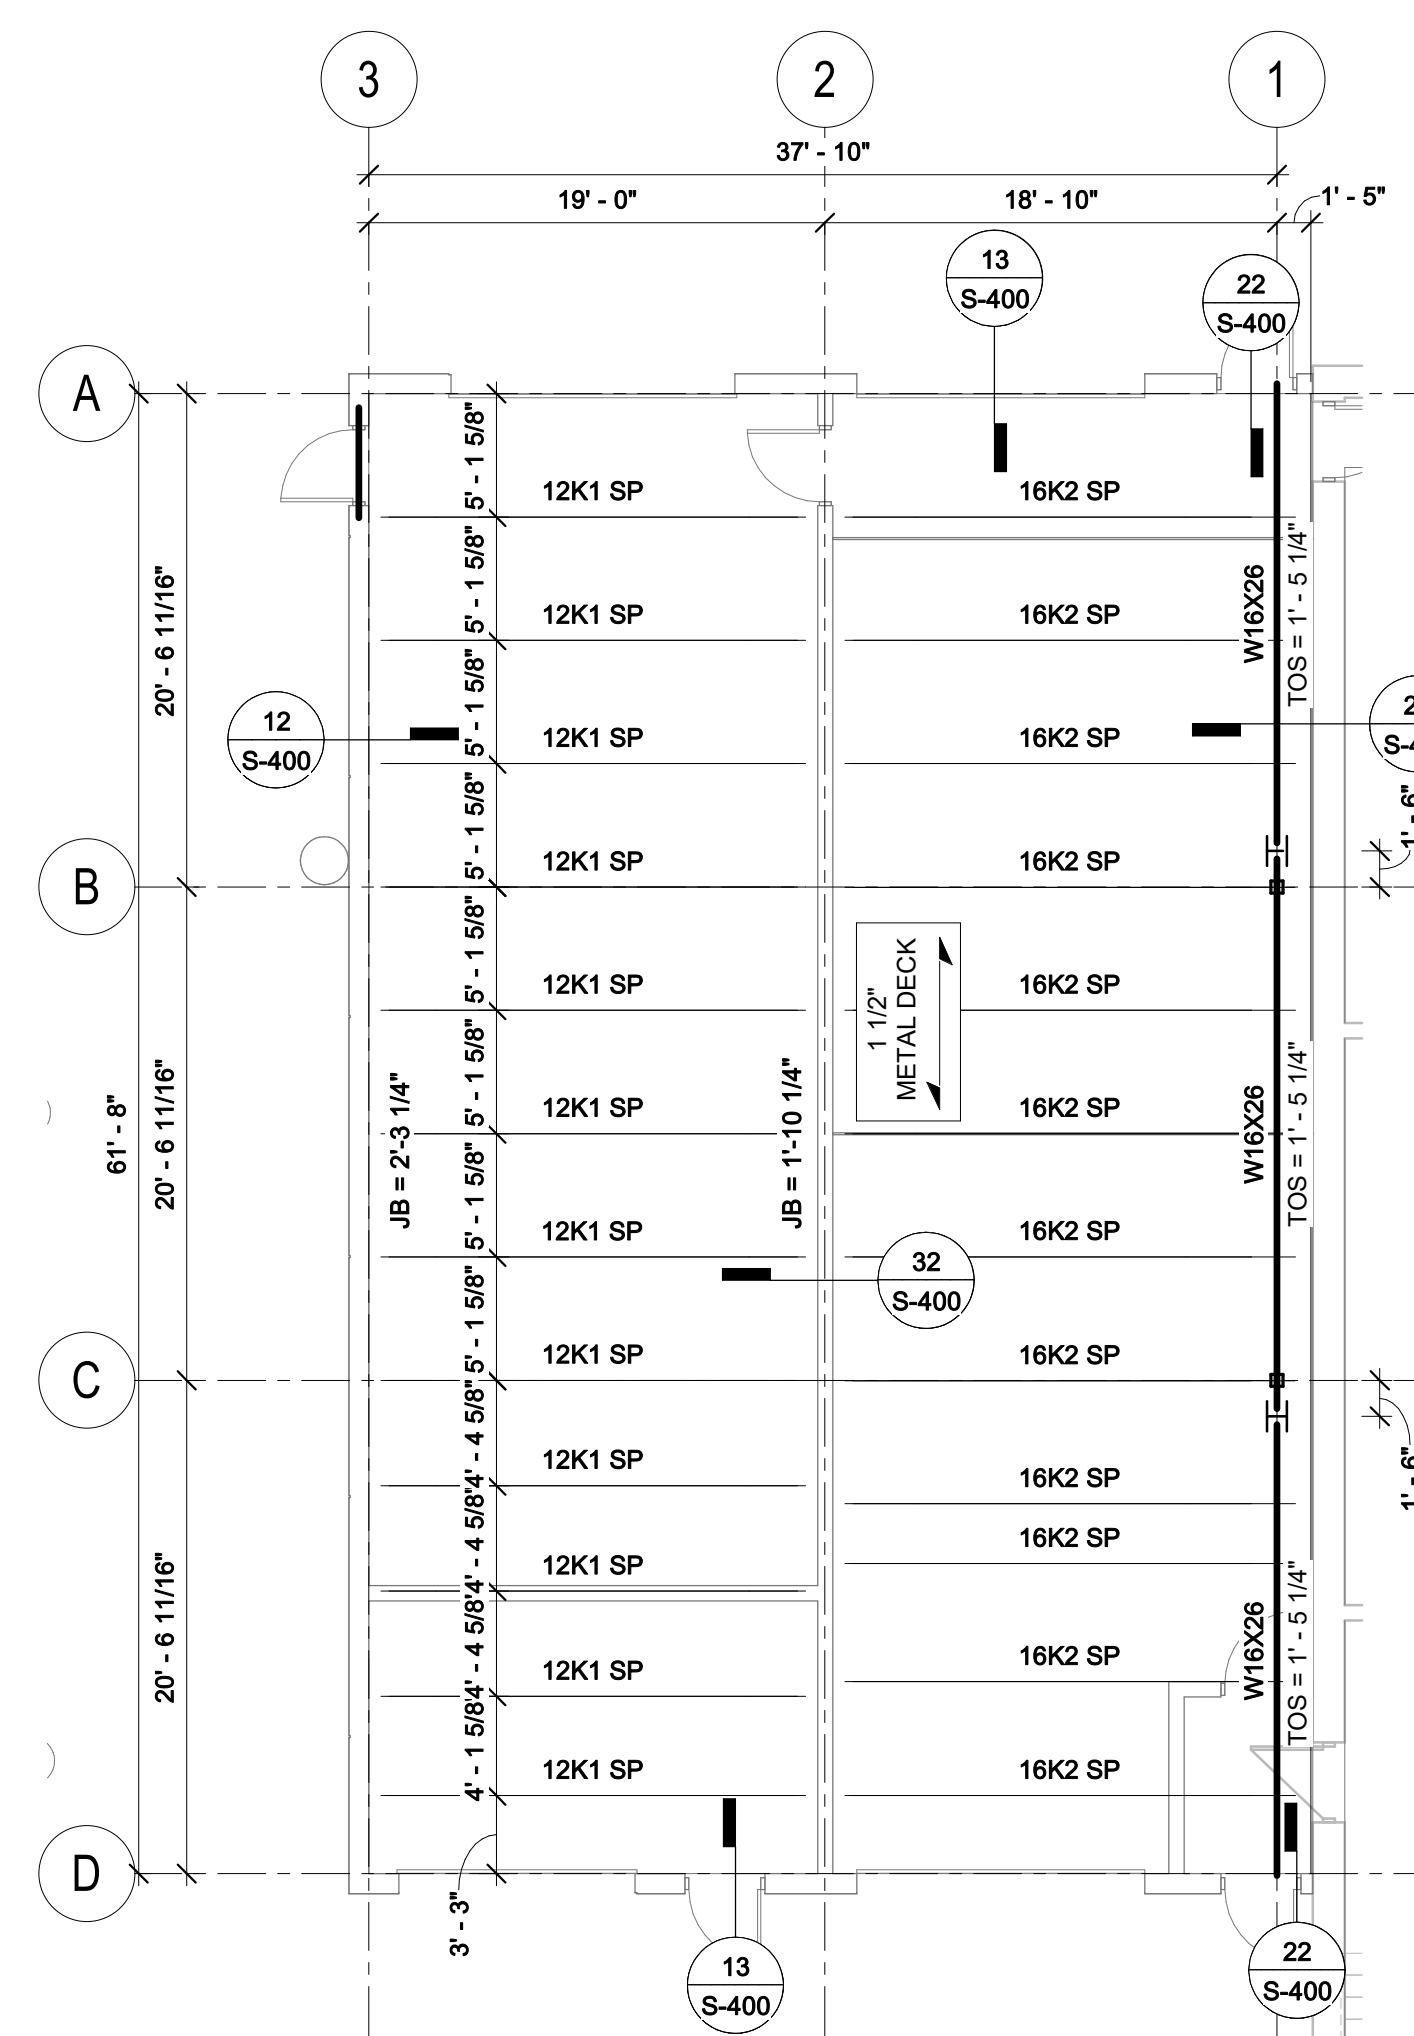 3
2
1
37' - 10"
19' - 0"
18' - 10"
1' - 5"
13
S-400
22
S-400
A
5' - 1 5/8"
12K1 SP
16K2 SP
5' - 1 5/8"
12K1 SP
16K2 SP
W16X26
TOS = 1' - 5 1/4"
20' - 6 11/16"
5' - 1 5/8"
12K1 SP
16K2 SP
12
S-400
2
S-4
1' - 6"
5' - 1 5/8"
12K1 SP
16K2 SP
B
5' - 1 5/8"
12K1 SP
16K2 SP
1 1/2"
METAL DECK
5' - 1 5/8"
12K1 SP
16K2 SP
61' - 8"
20' - 6 11/16"
JB = 2'-3 1/4"
JB = 1'-10 1/4"
W16X26
TOS = 1' - 5 1/4"
5' - 1 5/8"
12K1 SP
16K2 SP
32
S-400
5' - 1 5/8"
12K1 SP
16K2 SP
C
4' - 4 5/8"
12K1 SP
16K2 SP
1' - 6"
4' - 4 5/8"
12K1 SP
16K2 SP
20' - 6 11/16"
4' - 4 5/8"
12K1 SP
16K2 SP
W16X26
TOS = 1' - 5 1/4"
4' - 1 5/8"
12K1 SP
16K2 SP
D
3' - 3"
13
S-400
22
S-400